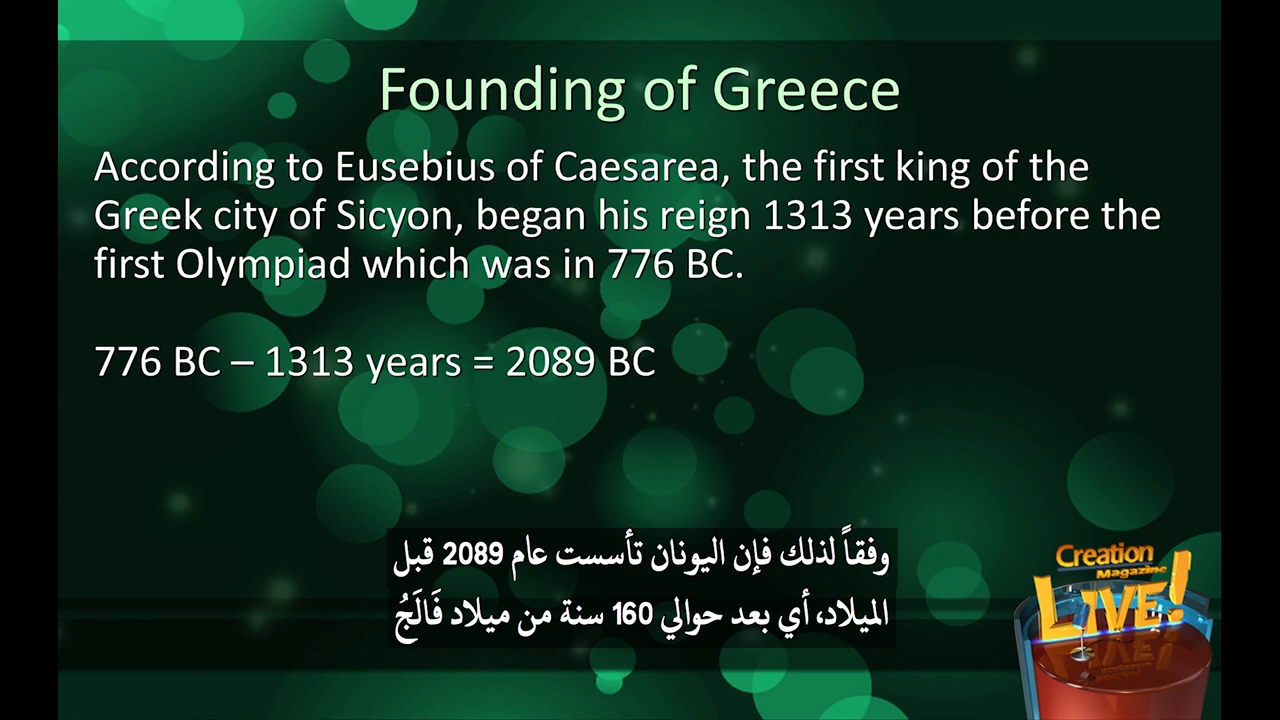 Founding of Greece
According to Eusebius of Caesarea, the first king of the
Greek city of Sicyon, began his reign 1313 years before the
first Olympiad which was in 776 BC.
776 BC – 1313 years = 2089 BC
وفقاً لذلك فإن اليونان تأسست عام 2089 قبل
الميلاد، أي بعد حوالي 160 سنة من ميلاد فَالَجُ
Creation
Magazine
LIVE!